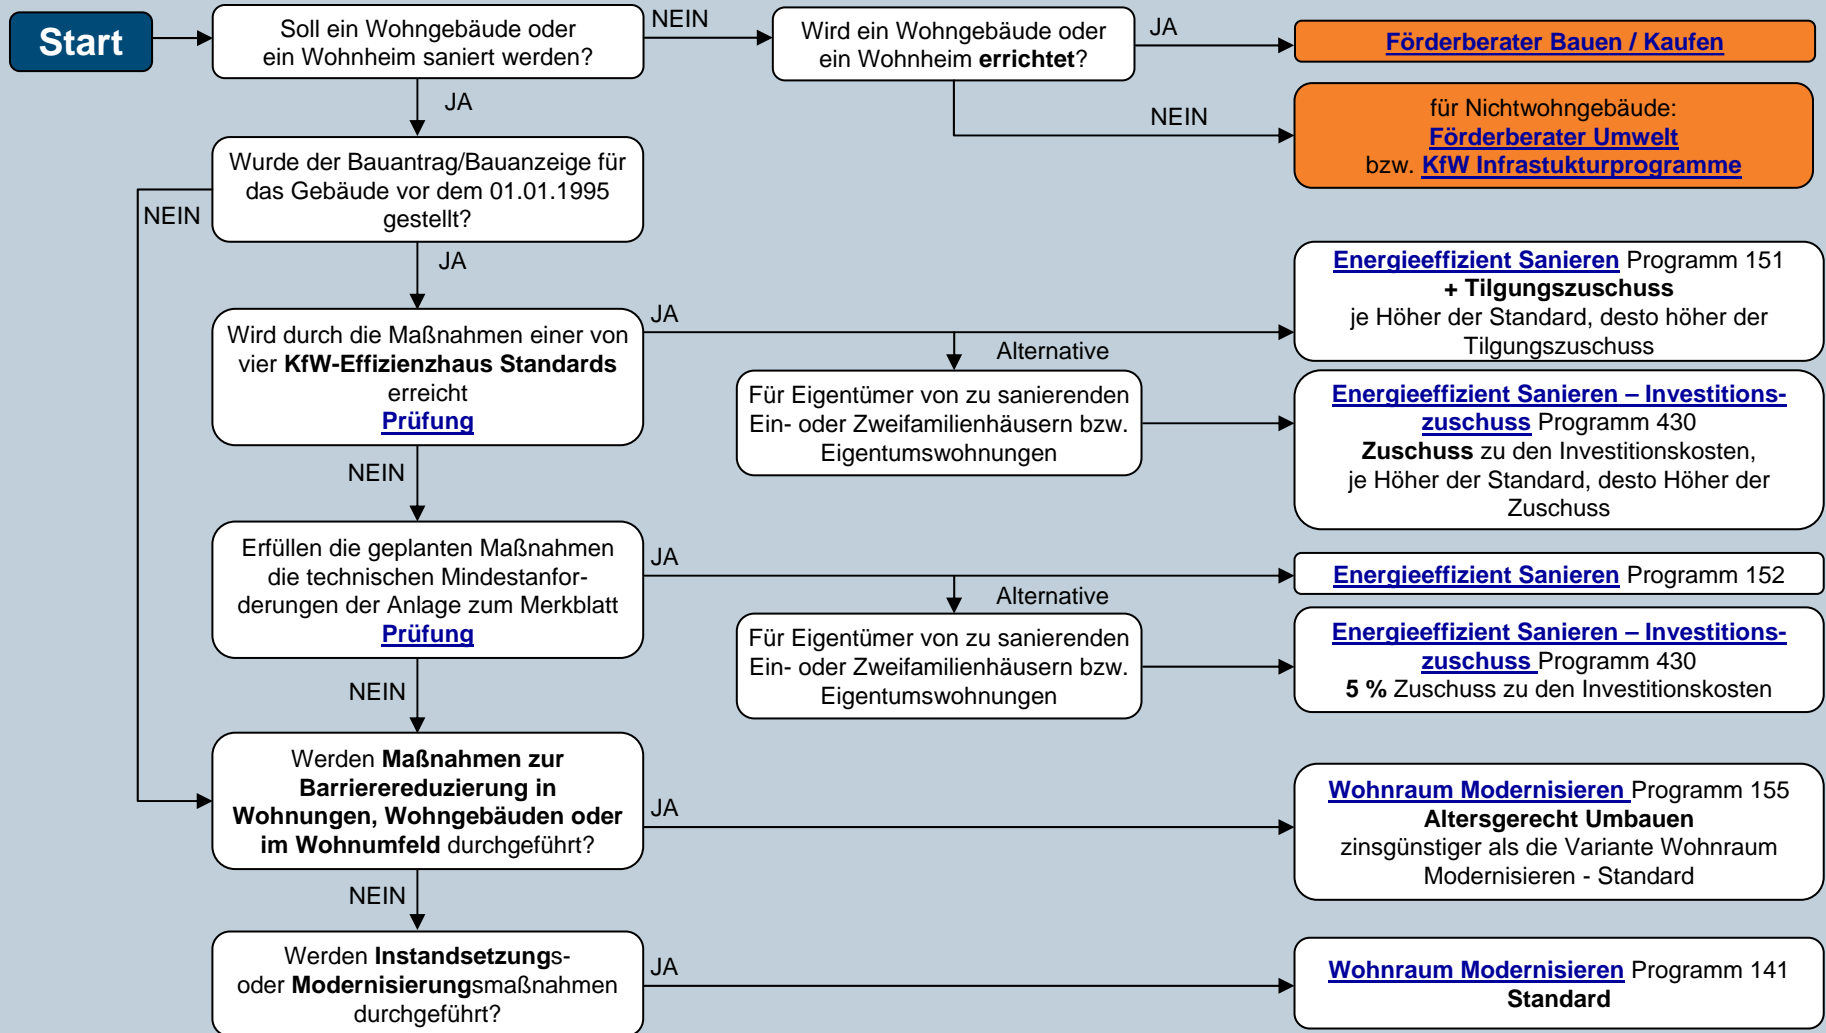 Start
Soll ein Wohngebäude oder
ein Wohnheim saniert werden?
NEIN
Wird ein Wohngebäude oder
ein Wohnheim errichtet?
JA
Förderberater Bauen / Kaufen
NEIN
für Nichtwohngebäude:
Förderberater Umwelt
bzw. KfW Infrastukturprogramme
JA
Wurde der Bauantrag/Bauanzeige für
das Gebäude vor dem 01.01.1995
gestellt?
NEIN
JA
Wird durch die Maßnahmen einer von
vier KfW-Effizienzhaus Standards
erreicht
Prüfung
JA
Energieeffizient Sanieren Programm 151
+ Tilgungszuschuss
je Höher der Standard, desto höher der
Tilgungszuschuss
Alternative
Für Eigentümer von zu sanierenden
Ein- oder Zweifamilienhäusern bzw.
Eigentumswohnungen
Energieeffizient Sanieren – Investitions-
zuschuss Programm 430
Zuschuss zu den Investitionskosten,
je Höher der Standard, desto Höher der
Zuschuss
NEIN
Erfüllen die geplanten Maßnahmen
die technischen Mindestanfor-
derungen der Anlage zum Merkblatt
Prüfung
JA
Energieeffizient Sanieren Programm 152
Alternative
Für Eigentümer von zu sanierenden
Ein- oder Zweifamilienhäusern bzw.
Eigentumswohnungen
Energieeffizient Sanieren – Investitions-
zuschuss Programm 430
5 % Zuschuss zu den Investitionskosten
NEIN
Werden Maßnahmen zur
Barrierereduzierung in
Wohnungen, Wohngebäuden oder
im Wohnumfeld durchgeführt?
JA
Wohnraum Modernisieren Programm 155
Altersgerecht Umbauen
zinsgünstiger als die Variante Wohnraum
Modernisieren - Standard
NEIN
Werden Instandsetzungs-
oder Modernisierungsmaßnahmen
durchgeführt?
JA
Wohnraum Modernisieren Programm 141
Standard